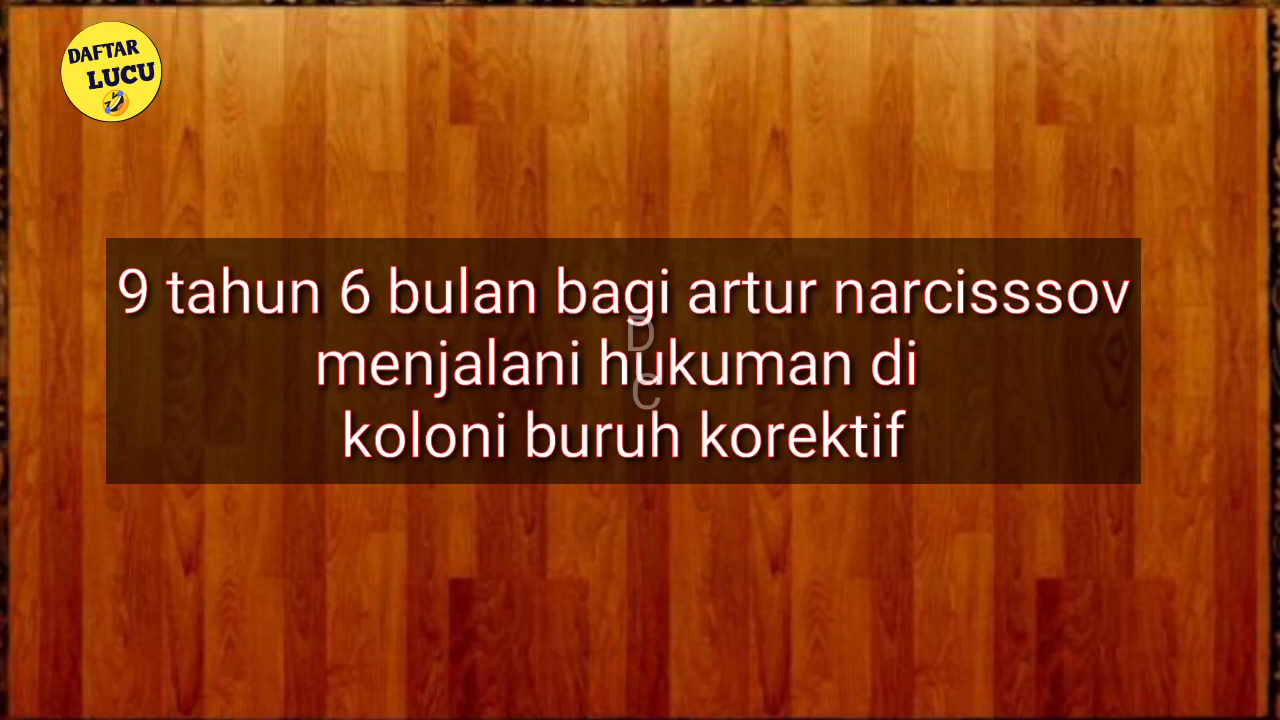 DAFTAR
LUCU
9 tahun 6 bulan bagi artur narcisssov
menjalani hukuman di
koloni buruh korektif
D
C